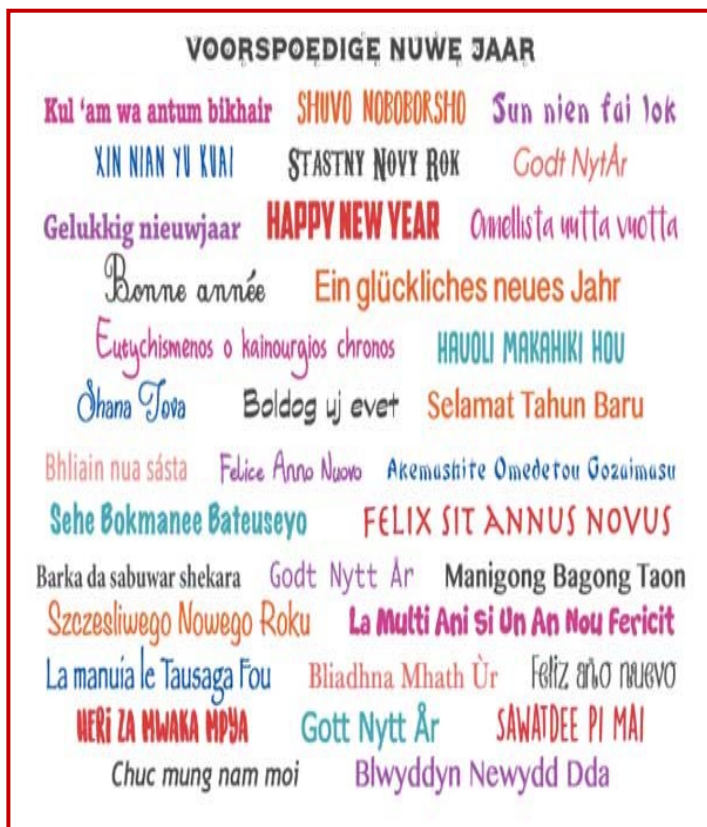 VOORSPOEDIGE NUWE JAAR
Kul 'am wa antum bikhair SHUVO NOBOBORSHO Sun nien fai lok
XIN NIAN YU KUAI STASTNY NOVY ROK Godt NytÅr
Gelukkig nieuwjaar HAPPY NEW YEAR Onnellista uutta vuotta
Bonne année Ein glückliches neues Jahr
Eutychismenos o kainourgios chronos HAUOLI MAKAHIKI HOU
Shana Tova Boldog uj evet Selamat Tahun Baru
Bhliain nua sásta Felice Anno Nuovo Akemashite Omedetou Gozaimasu
Sehe Bokmanee Bateuseyo FELIX SIT ANNUS NOVUS
Barka da sabuwar shekara Godt Nytt År Manigong Bagong Taon
Szczesliwego Nowego Roku La Multi Ani Si Un An Nou Fericit
La manuia le Tausaga Fou Bliadhna Mhath Ùr Feliz año nuevo
HERI ZA MWAKA MPYA Gott Nytt År SAWATDEE PI MAI
Chuc mung nam moi Blwyddyn Newydd Dda